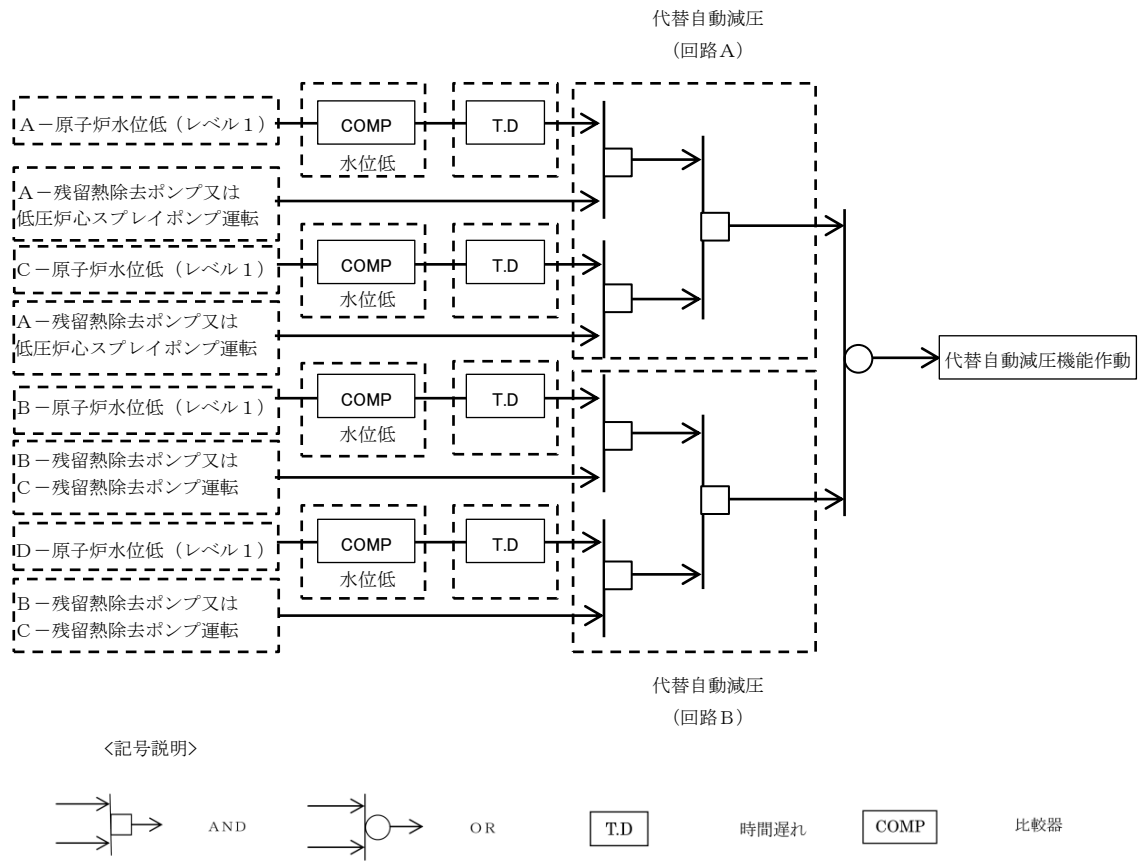 代替自動減圧
（回路Ａ）
Ａ－原子炉水位低（レベル１）
COMP
T.D
水位低
Ａ－残留熱除去ポンプ又は
低圧炉心スプレイポンプ運転
Ｃ－原子炉水位低（レベル１）
COMP
T.D
水位低
Ａ－残留熱除去ポンプ又は
低圧炉心スプレイポンプ運転
代替自動減圧機能作動
Ｂ－原子炉水位低（レベル１）
COMP
T.D
水位低
Ｂ－残留熱除去ポンプ又は
Ｃ－残留熱除去ポンプ運転
Ｄ－原子炉水位低（レベル１）
COMP
T.D
水位低
Ｂ－残留熱除去ポンプ又は
Ｃ－残留熱除去ポンプ運転
代替自動減圧
（回路Ｂ）
<記号説明>
ＡＮＤ
ＯＲ
T.D
時間遅れ
COMP
比較器